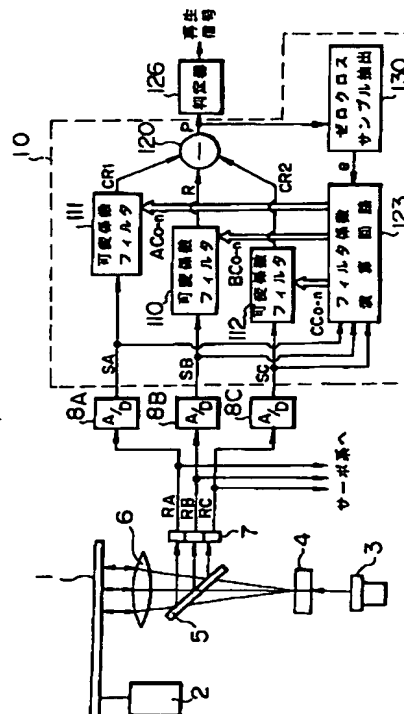 1
2
3
4
5
6
7
RA
RB
RC
サーボ系へ
8A
A/D
8B
A/D
8C
A/D
SA
SB
SC
10
111
可変係数
フィルタ
110
可変係数
フィルタ
112
可変係数
フィルタ
CR1
AC0-n
R
BC0-n
CR2
CC0-n
120
P
126
判定器
再生
信号
130
ゼロクロス
サンプル抽出
e
フィルタ係数
演算回路
123